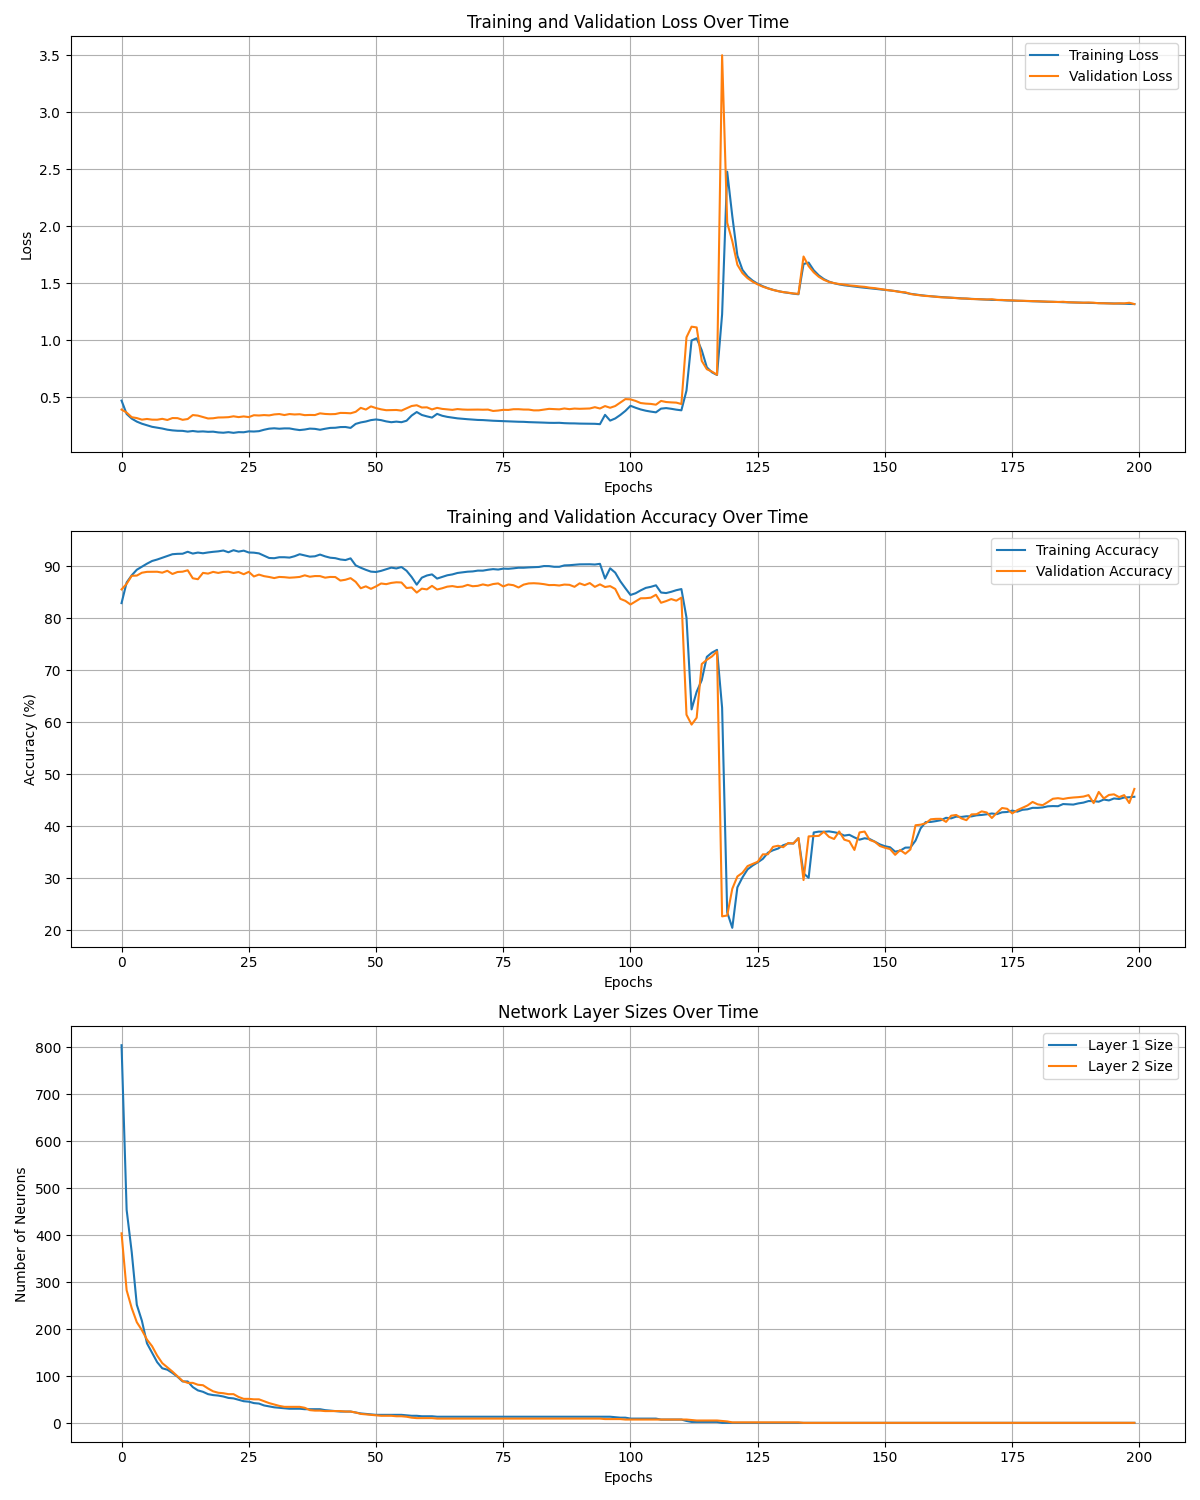 Training and Validation Loss Over Time
Training Loss
Validation Loss
3.5
3.0
2.5
2.0
1.5
1.0
0.5
Loss
0 25 50 75 100 125 150 175 200
Epochs
Training and Validation Accuracy Over Time
Training Accuracy
Validation Accuracy
90
80
70
60
50
40
30
20
Accuracy (%)
0 25 50 75 100 125 150 175 200
Epochs
Network Layer Sizes Over Time
Layer 1 Size
Layer 2 Size
800
700
600
500
400
300
200
100
0
Number of Neurons
0 25 50 75 100 125 150 175 200
Epochs